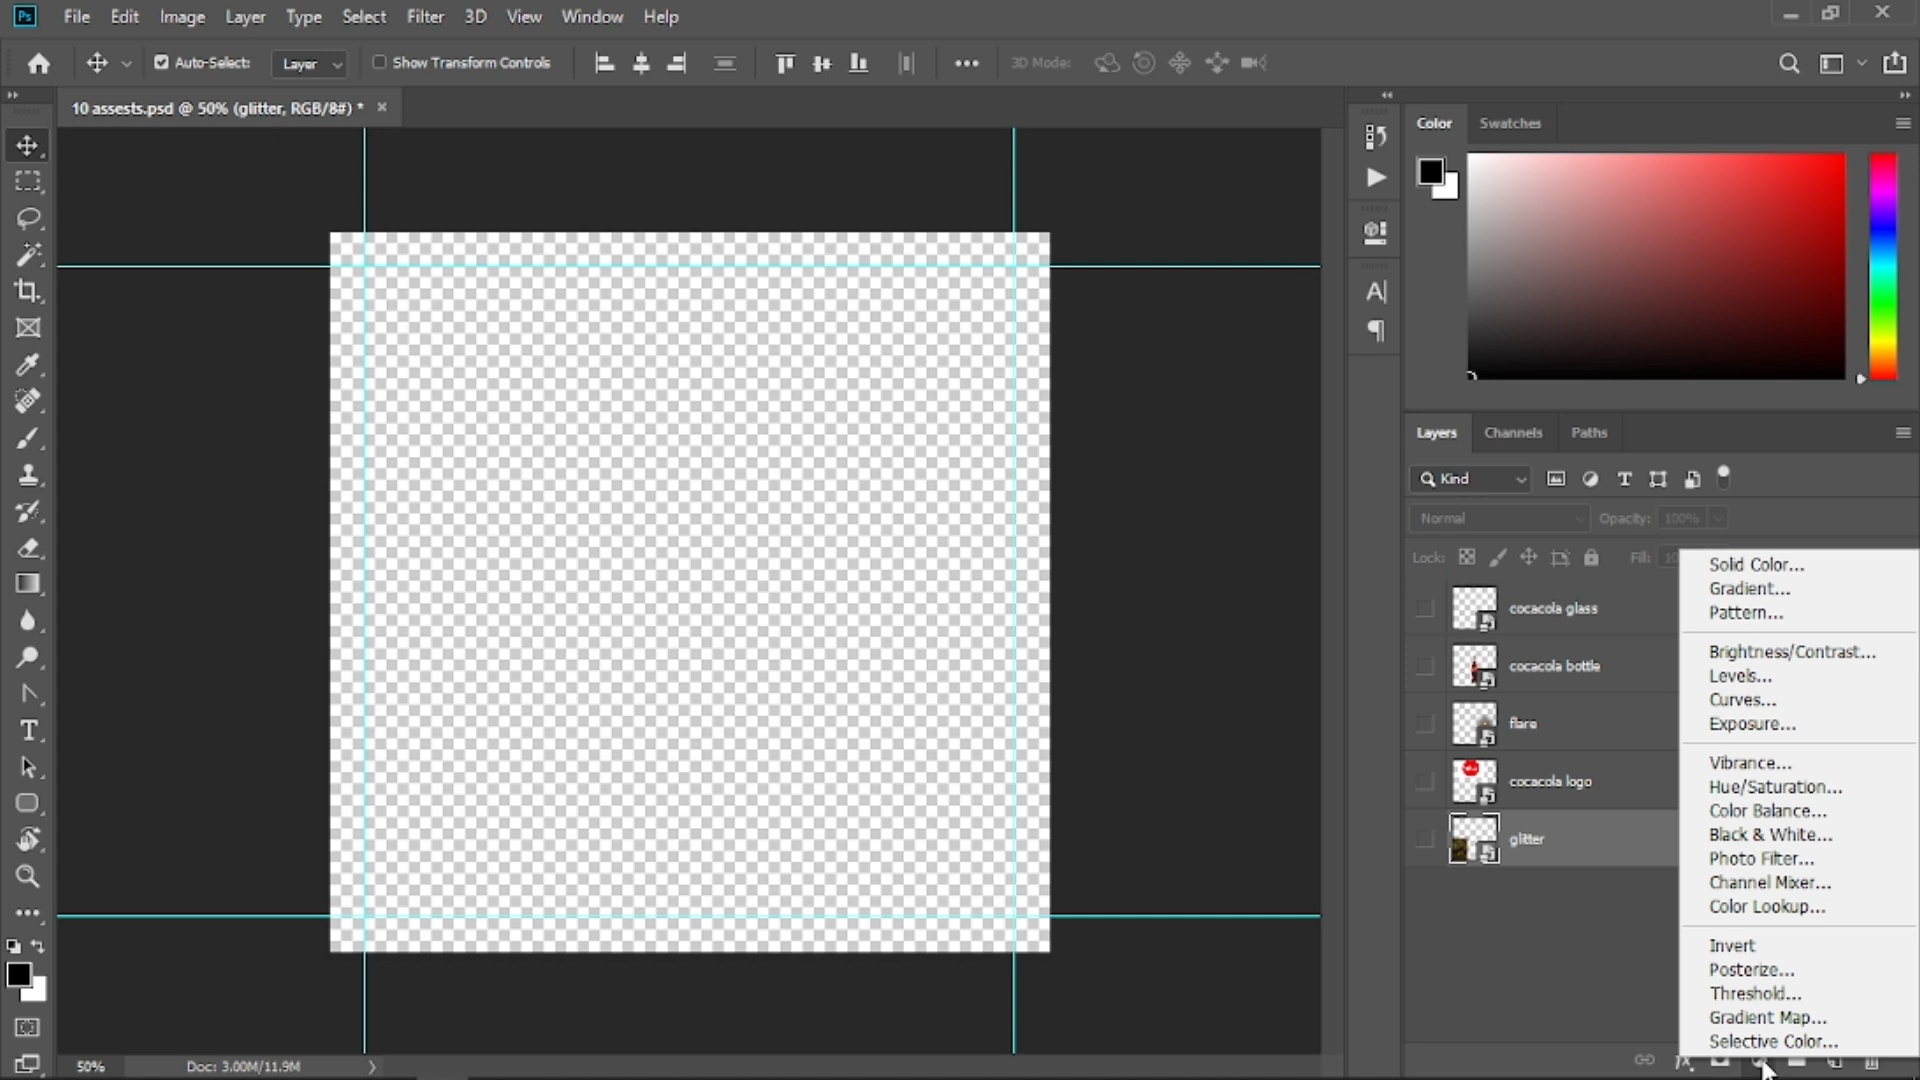 Ps File Edit Image Layer Type Select Filter 3D View Window Help
Auto-Select: Layer Show Transform Controls 3D Mode:
10 assests.psd @ 50% (glitter, RGB/8#) *
Color Swatches
Layers Channels Paths
Kind
Normal Opacity: 100%
Lock: Fill:
cocacola glass
cocacola bottle
flare
cocacola logo
glitter
Solid Color...
Gradient...
Pattern...
Brightness/Contrast...
Levels...
Curves...
Exposure...
Vibrance...
Hue/Saturation...
Color Balance...
Black & White...
Photo Filter...
Channel Mixer...
Color Lookup...
Invert
Posterize...
Threshold...
Gradient Map...
Selective Color...
50% Doc: 3.00M/11.9M